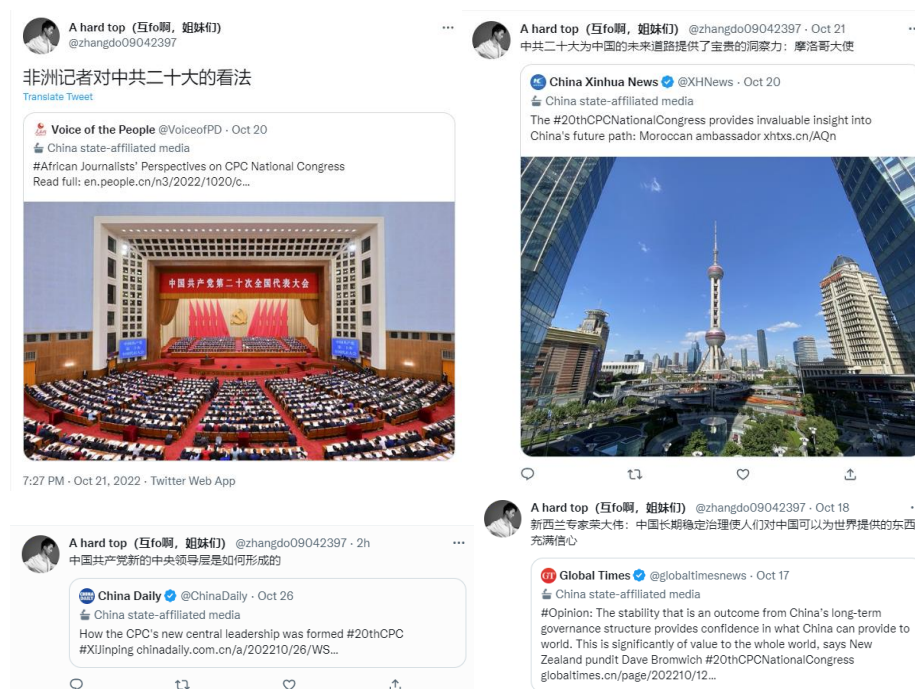 A hard top (互fo啊，姐妹们)
@zhangdo09042397
非洲记者对中共二十大的看法
Translate Tweet
Voice of the People @VoiceofPD · Oct 20
China state-affiliated media
#African Journalists' Perspectives on CPC National Congress
Read full: en.people.cn/n3/2022/1020/c...
中国共产党第二十次全国代表大会
7:27 PM · Oct 21, 2022 · Twitter Web App
A hard top (互fo啊，姐妹们) @zhangdo09042397 · 2h
中国共产党新的中央领导层是如何形成的
China Daily @ChinaDaily · Oct 26
China state-affiliated media
How the CPC's new central leadership was formed #20thCPC
#XiJinping chinadaily.com.cn/a/202210/26/WS...
A hard top (互fo啊，姐妹们) @zhangdo09042397 · Oct 21
中共二十大为中国的未来道路提供了宝贵的洞察力：摩洛哥大使
China Xinhua News @XHNews · Oct 20
China state-affiliated media
The #20thCPCNationalCongress provides invaluable insight into
China's future path: Moroccan ambassador xhtxs.cn/AQn
A hard top (互fo啊，姐妹们) @zhangdo09042397 · Oct 18
新西兰专家荣大伟：中国长期稳定治理使人们对中国可以为世界提供的东西
充满信心
GT Global Times @globaltimesnews · Oct 17
China state-affiliated media
#Opinion: The stability that is an outcome from China's long-term
governance structure provides confidence in what China can provide to
world. This is significantly of value to the whole world, says New
Zealand pundit Dave Bromwich #20thCPCNationalCongress
globaltimes.cn/page/202210/12...